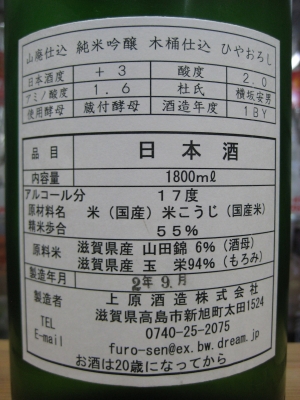 山廃仕込 純米吟醸 木桶仕込 ひやおろし
日本酒度 +3 酸度 2.0
アミノ酸度 1.6 杜氏 横坂安男
使用酵母 蔵付酵母 酒造年度 1BY
品目 日本酒
内容量 1800mℓ
アルコール分 17度
原材料名 米(国産)米こうじ(国産米)
精米歩合 55%
原料米 滋賀県産 山田錦 6%(酒母)
滋賀県産 玉 栄94%(もろみ)
製造年月 2年9.月
製造者 上原酒造株式会社
滋賀県高島市新旭町太田1524
TEL 0740-25-2075
E-mail furo-sen@ex.bw.dream.jp
お酒は20歳になってから